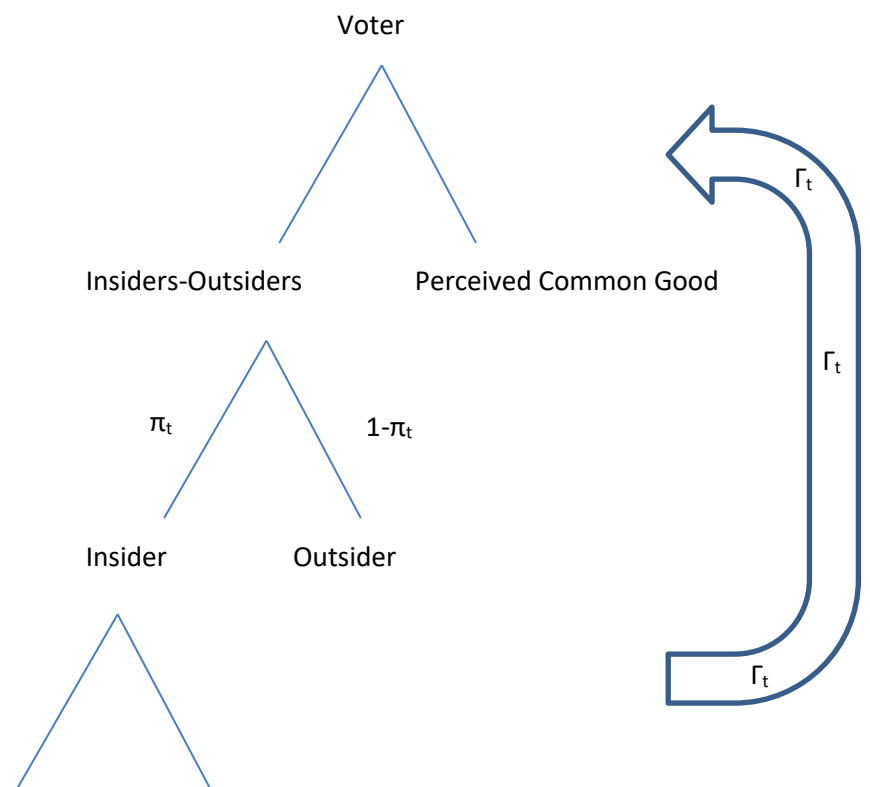 Voter
Γt
Insiders-Outsiders
Perceived Common Good
Γt
πt
1-πt
Insider
Outsider
Γt